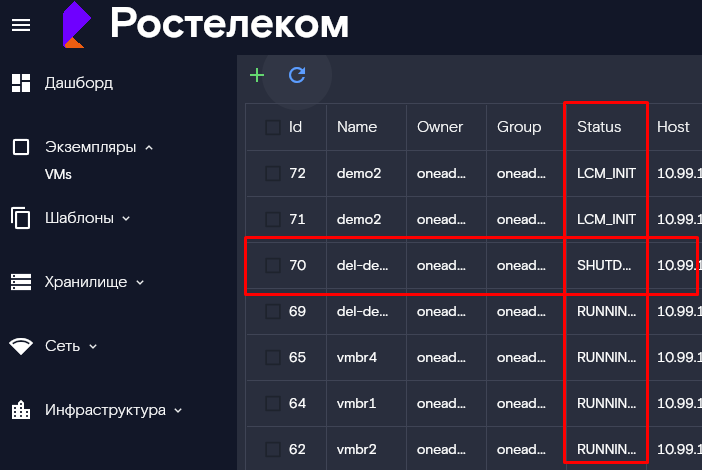 Ростелеком
Дашборд
Экземпляры
VMs
Шаблоны
Хранилище
Сеть
Инфраструктура
Id Name Owner Group Status Host
72 demo2 onead... onead... LCM_INIT 10.99.1
71 demo2 onead... onead... LCM_INIT 10.99.1
70 del-de... onead... onead... SHUTD... 10.99.1
69 del-de... onead... onead... RUNNIN... 10.99.1
65 vmbr4 onead... onead... RUNNIN... 10.99.1
64 vmbr1 onead... onead... RUNNIN... 10.99.1
62 vmbr2 onead... onead... RUNNIN... 10.99.1